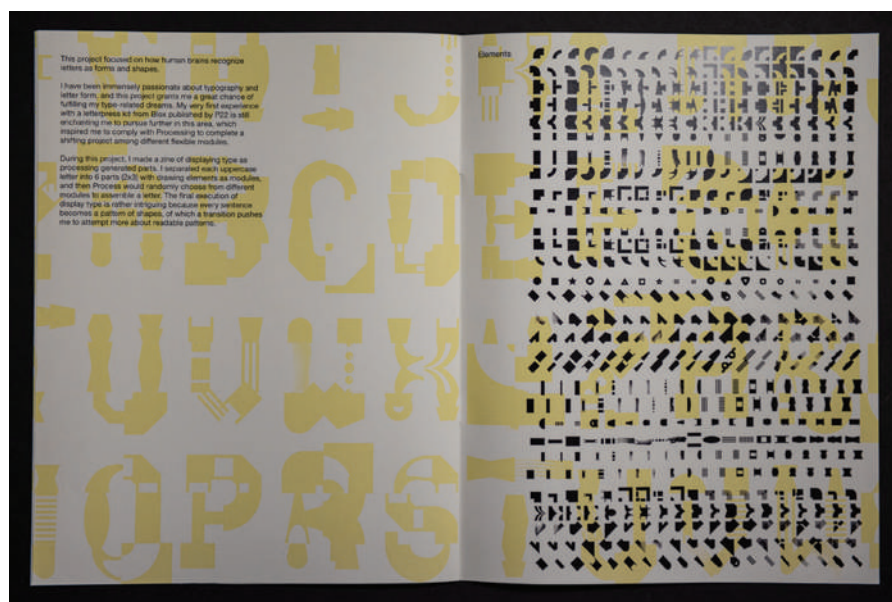 This project focused on how human brains recognize
letters as forms and shapes.
I have been immensely passionate about typography and
letter form, and this project grants me a great chance of
fulfilling my type-related dreams. My very first experience
with a letterpress kit from Blox published by P22 is still
enchanting me to pursue further in this area, which
inspired me to comply with Processing to complete a
shifting project among different flexible modules.
During this project, I made a zine of displaying type as
processing generated parts. I separated each uppercase
letter into 6 parts (2x3) with drawing elements as modules,
and then Process would randomly choose from different
modules to assemble a letter. The final execution of
display type is rather intriguing because every sentence
becomes a pattern of shapes, of which a transition pushes
me to attempt more about readable patterns.
Elements
B C D E
U V
Q P R S